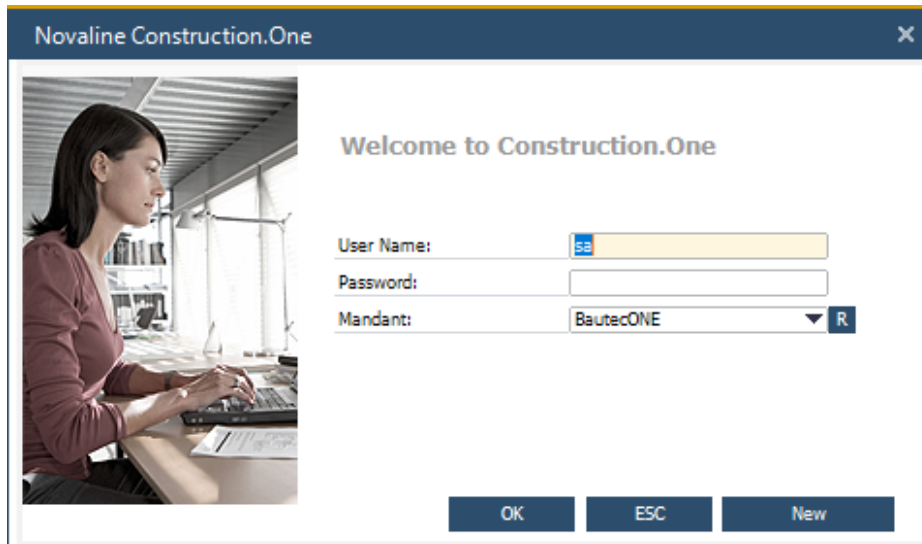 Novaline Construction.One
Welcome to Construction.One
User Name: sa
Password:
Mandant: BautecONE R
OK ESC New